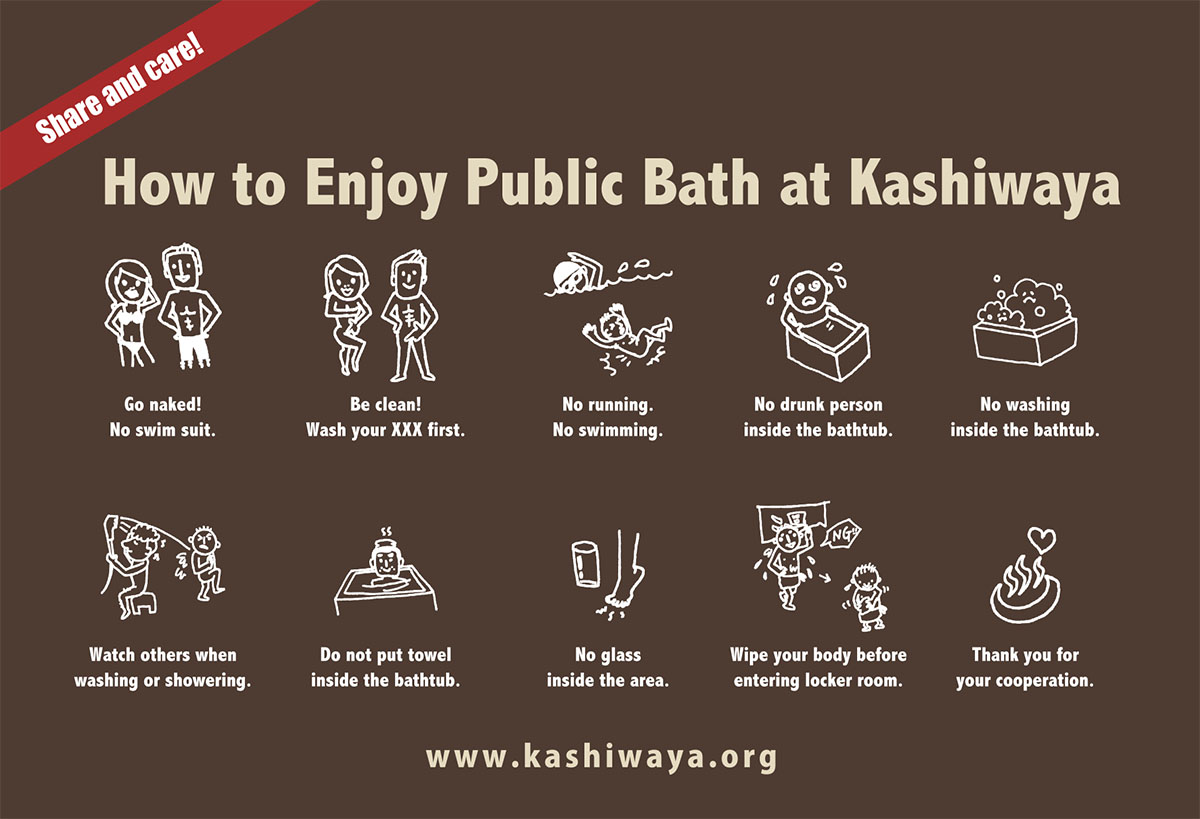 Share and care!
How to Enjoy Public Bath at Kashiwaya
Go naked!
No swim suit.
Be clean!
Wash your XXX first.
No running.
No swimming.
No drunk person
inside the bathtub.
No washing
inside the bathtub.
NG!!
Watch others when
washing or showering.
Do not put towel
inside the bathtub.
No glass
inside the area.
Wipe your body before
entering locker room.
Thank you for
your cooperation.
www.kashiwaya.org